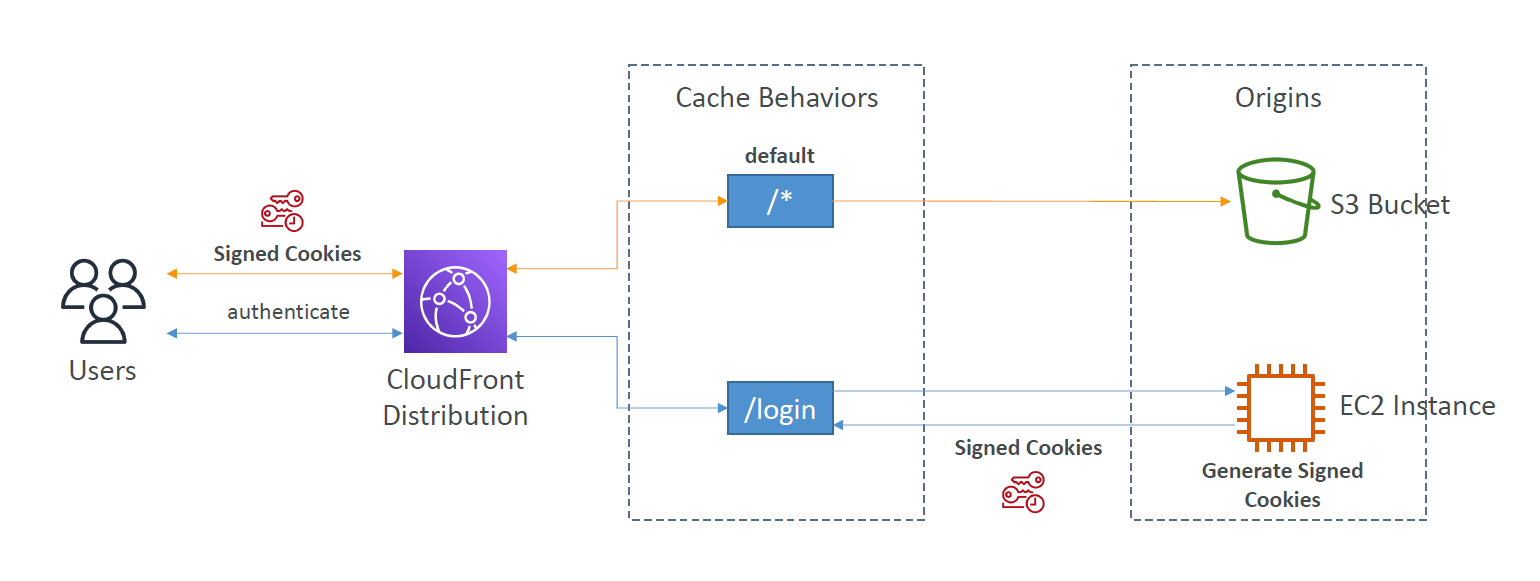 Cache Behaviors
Origins
default
/*
S3 Bucket
Signed Cookies
authenticate
Users
CloudFront
Distribution
/login
EC2 Instance
Signed Cookies
Generate Signed
Cookies